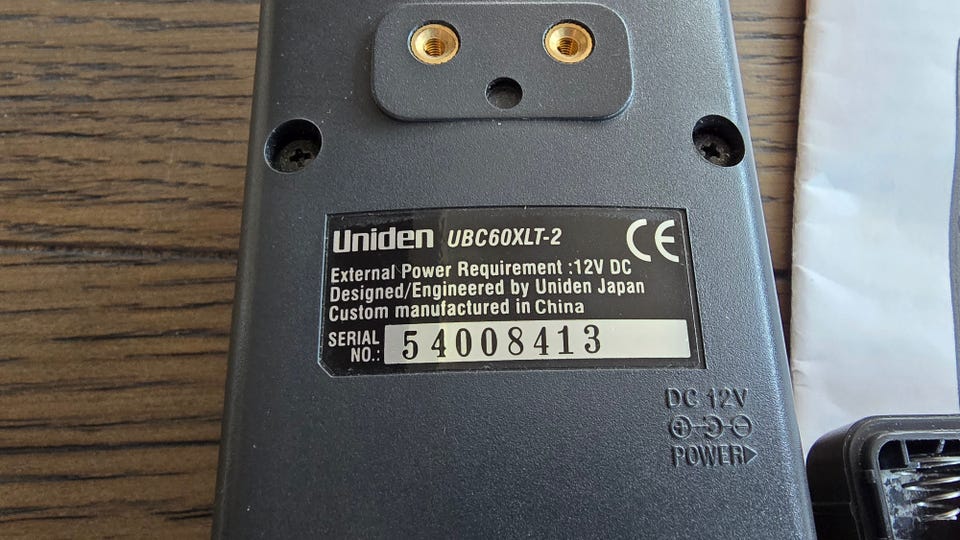 Uniden UBC60XLT-2 CE
External Power Requirement :12V DC
Designed/Engineered by Uniden Japan
Custom manufactured in China
SERIAL NO.: 54008413
DC 12V
POWER